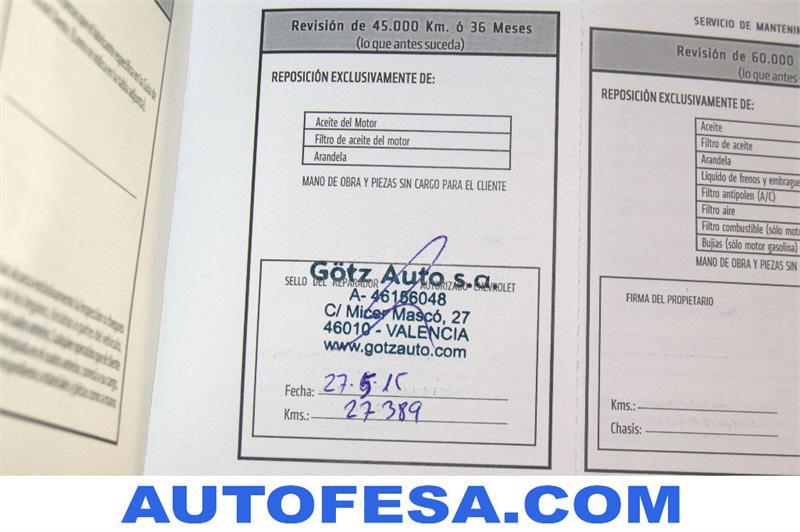 Revisión de 45.000 Km. ó 36 Meses
(lo que antes suceda)
REPOSICIÓN EXCLUSIVAMENTE DE:
Aceite del Motor
Filtro de aceite del motor
Arandela
MANO DE OBRA Y PIEZAS SIN CARGO PARA EL CLIENTE
SELLO DEL REPARADOR AUTORIZADO CHEVROLET
Götz Auto s.a.
A- 46156048
C/ Micer Mascó, 27
46010 - VALENCIA
www.gotzauto.com
Fecha: 27-5-15
Kms.: 27389
SERVICIO DE MANTENIM
Revisión de 60.000
(lo que antes
REPOSICIÓN EXCLUSIVAMENTE DE:
Aceite
Filtro de aceite
Arandela
Liquido de frenos y embrague
Filtro antipolen (A/C)
Filtro aire
Filtro combustible (sólo moto
Bujías (sólo motor gasolina)
MANO DE OBRA Y PIEZAS SIN
FIRMA DEL PROPIETARIO
Kms.:
Chasis:
AUTOFESA.COM